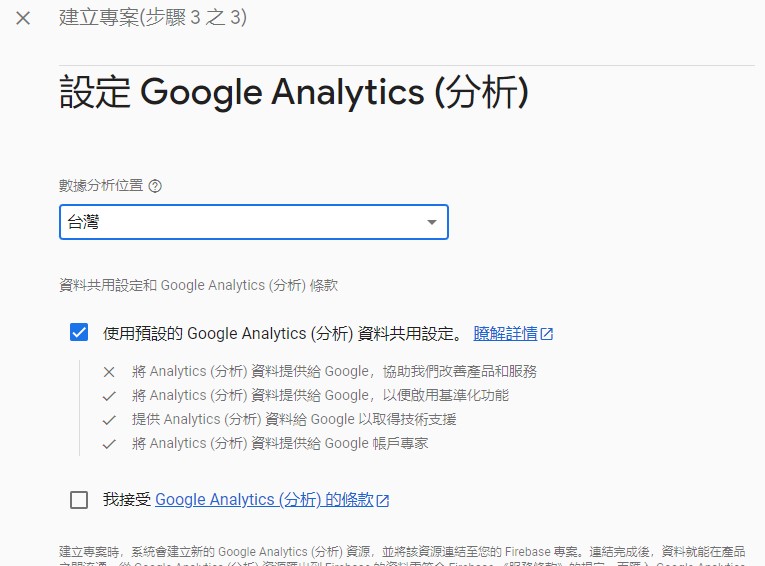 建立專案(步驟 3 之 3)
設定 Google Analytics (分析)
數據分析位置
台灣
資料共用設定和 Google Analytics (分析) 條款
使用預設的 Google Analytics (分析) 資料共用設定。 瞭解詳情
將 Analytics (分析) 資料提供給 Google，協助我們改善產品和服務
將 Analytics (分析) 資料提供給 Google，以便啟用基準化功能
提供 Analytics (分析) 資料給 Google 以取得技術支援
將 Analytics (分析) 資料提供給 Google 帳戶專家
我接受 Google Analytics (分析) 的條款
建立專案時，系統會建立新的 Google Analytics (分析) 資源，並將該資源連結至您的 Firebase 專案。連結完成後，資料就能在產品